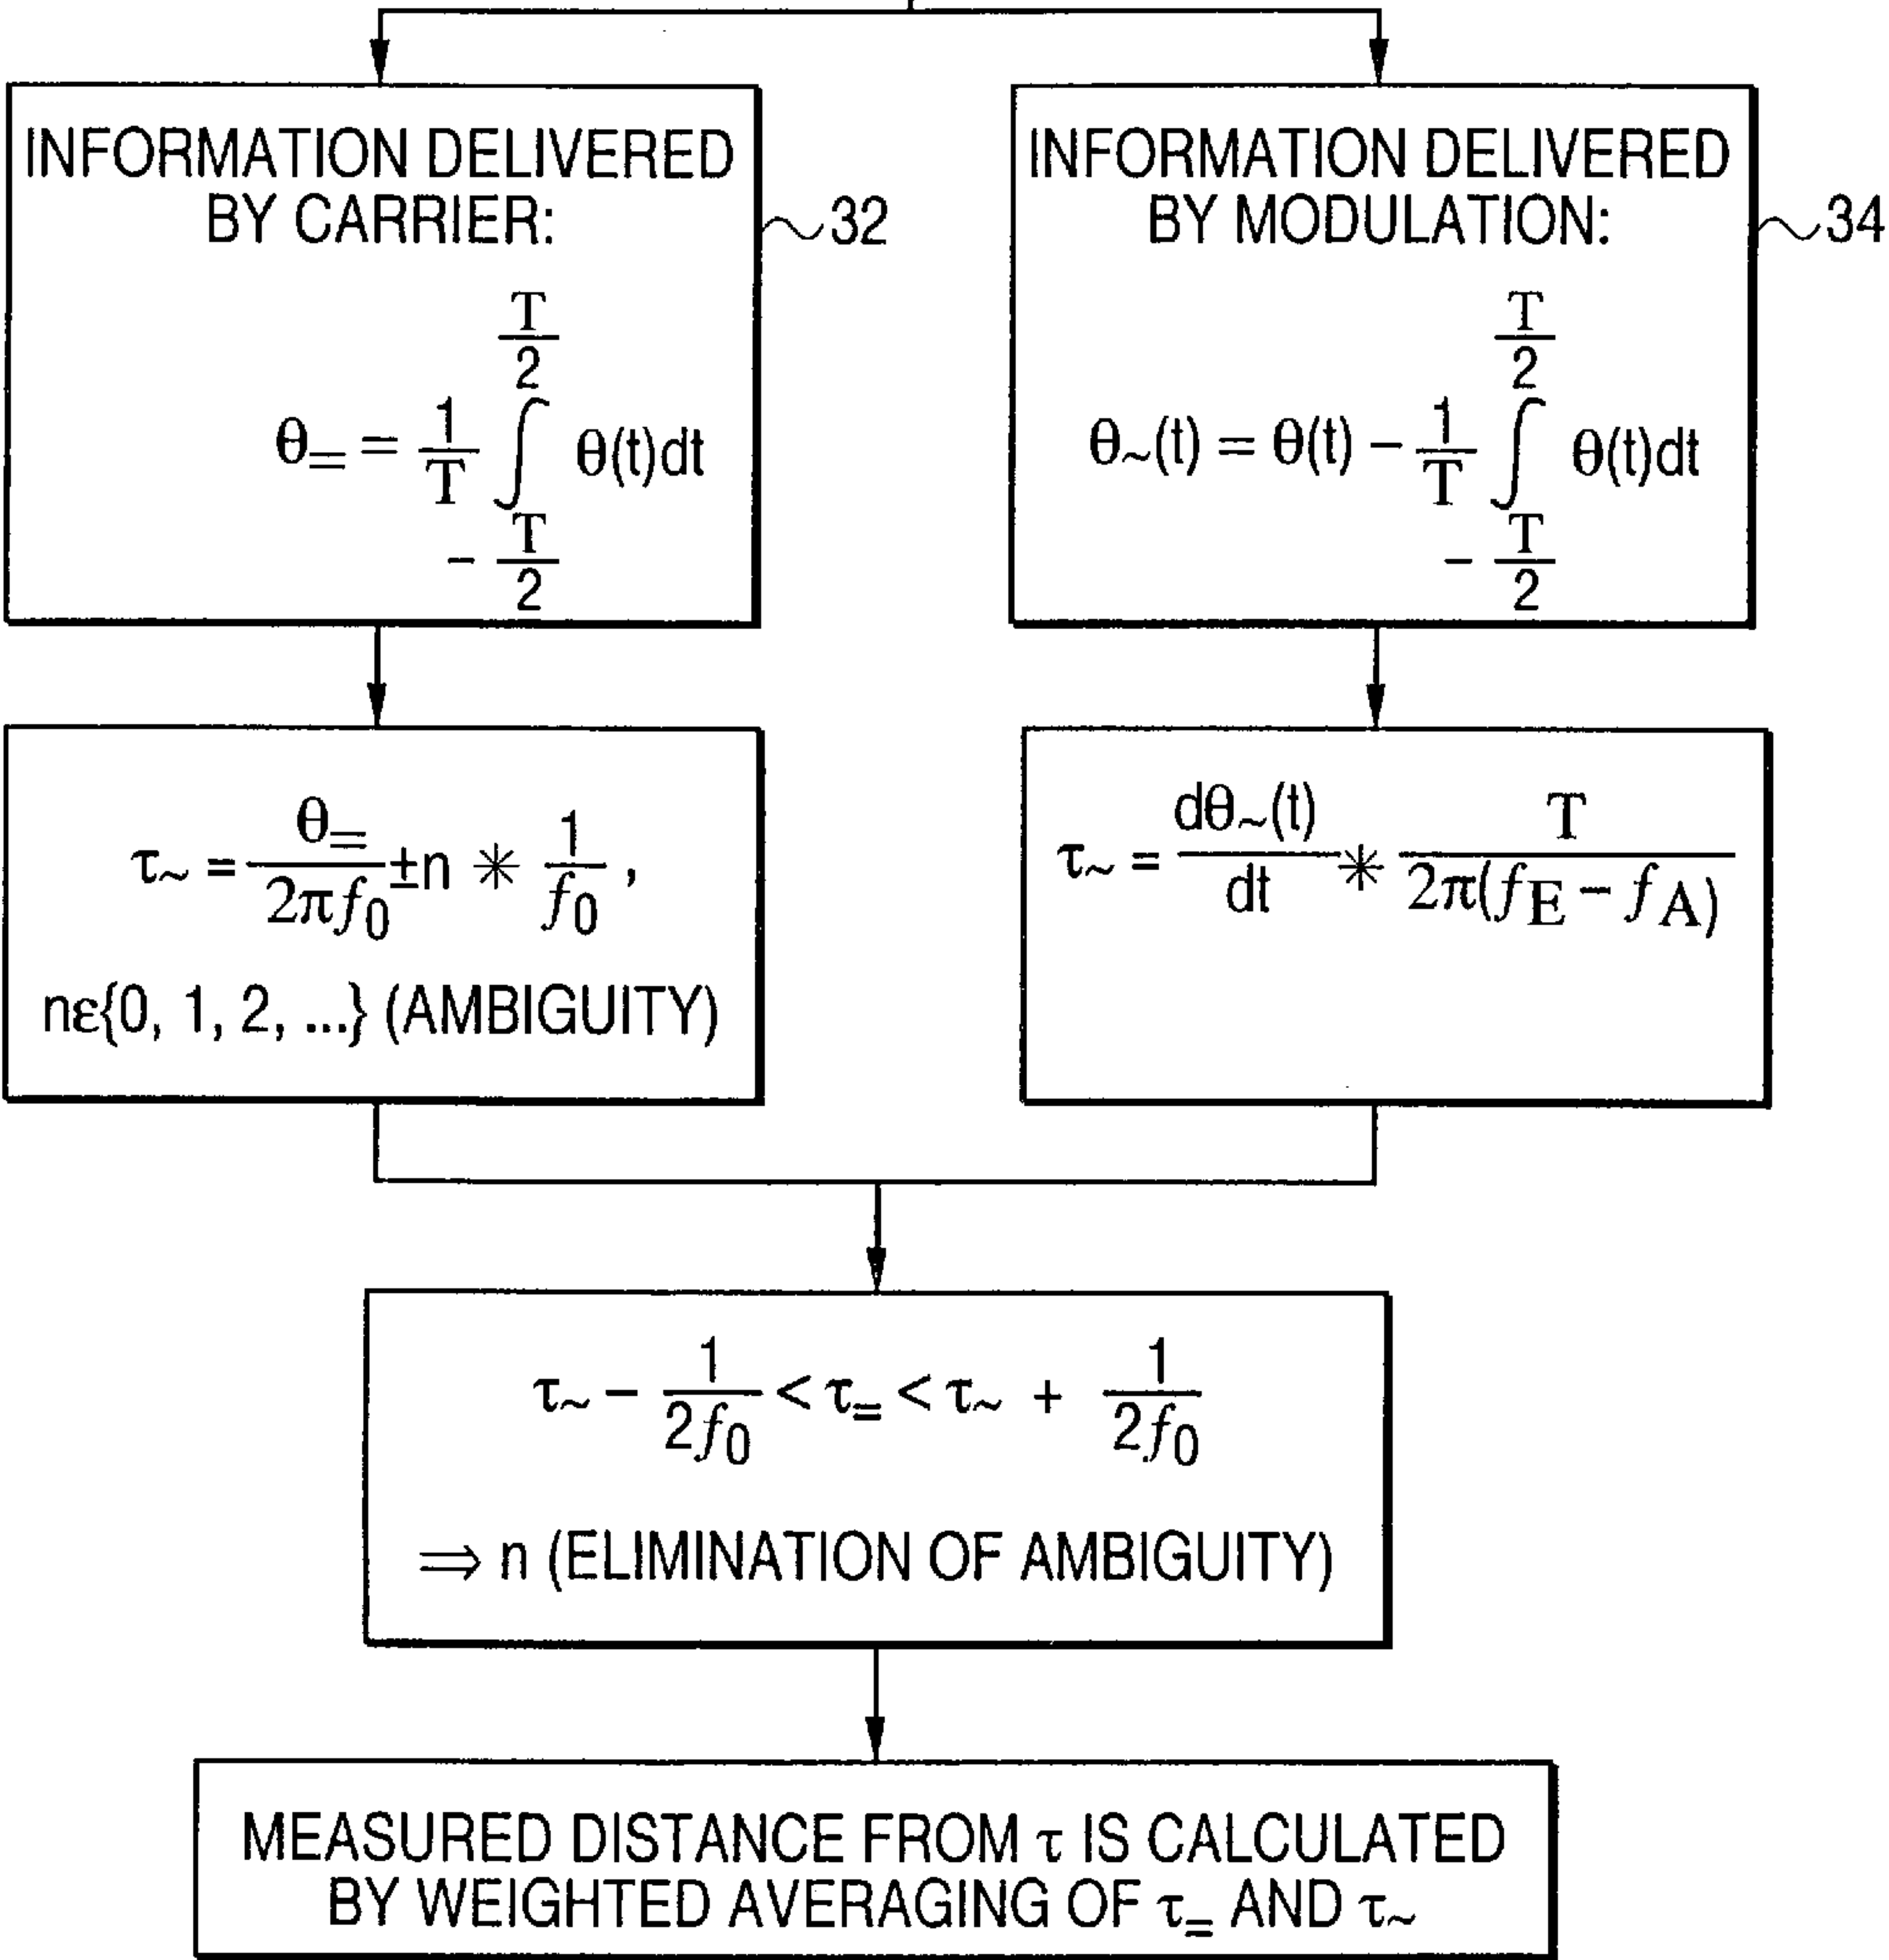 INFORMATION DELIVERED
BY CARRIER:
θ₌ = 1/T ∫ θ(t)dt
T/2
- T/2
32
INFORMATION DELIVERED
BY MODULATION:
θ~(t) = θ(t) − 1/T ∫ θ(t)dt
T/2
- T/2
34
τ~ = θ₌/2πf₀ ±n * 1/f₀ ,
nε{0, 1, 2, ...} (AMBIGUITY)
τ~ = dθ~(t)/dt * T/2π(f_E − f_A)
τ~ − 1/2f₀ < τ₌ < τ~ + 1/2f₀
⇒ n (ELIMINATION OF AMBIGUITY)
MEASURED DISTANCE FROM τ IS CALCULATED
BY WEIGHTED AVERAGING OF τ₌ AND τ~